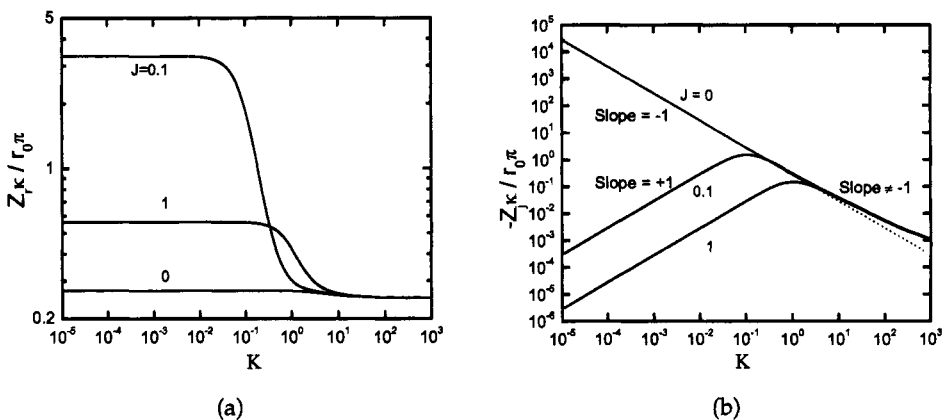 5
1
0.2
Z_r κ / r_0 π
J=0.1
1
0
10^-5 10^-4 10^-3 10^-2 10^-1 10^0 10^1 10^2 10^3
K
(a)
10^5
10^4
10^3
10^2
10^1
10^0
10^-1
10^-2
10^-3
10^-4
10^-5
10^-6
-Z_j κ / r_0 π
J = 0
Slope = -1
Slope = +1
0.1
Slope ≠ -1
1
10^-5 10^-4 10^-3 10^-2 10^-1 10^0 10^1 10^2 10^3
K
(b)